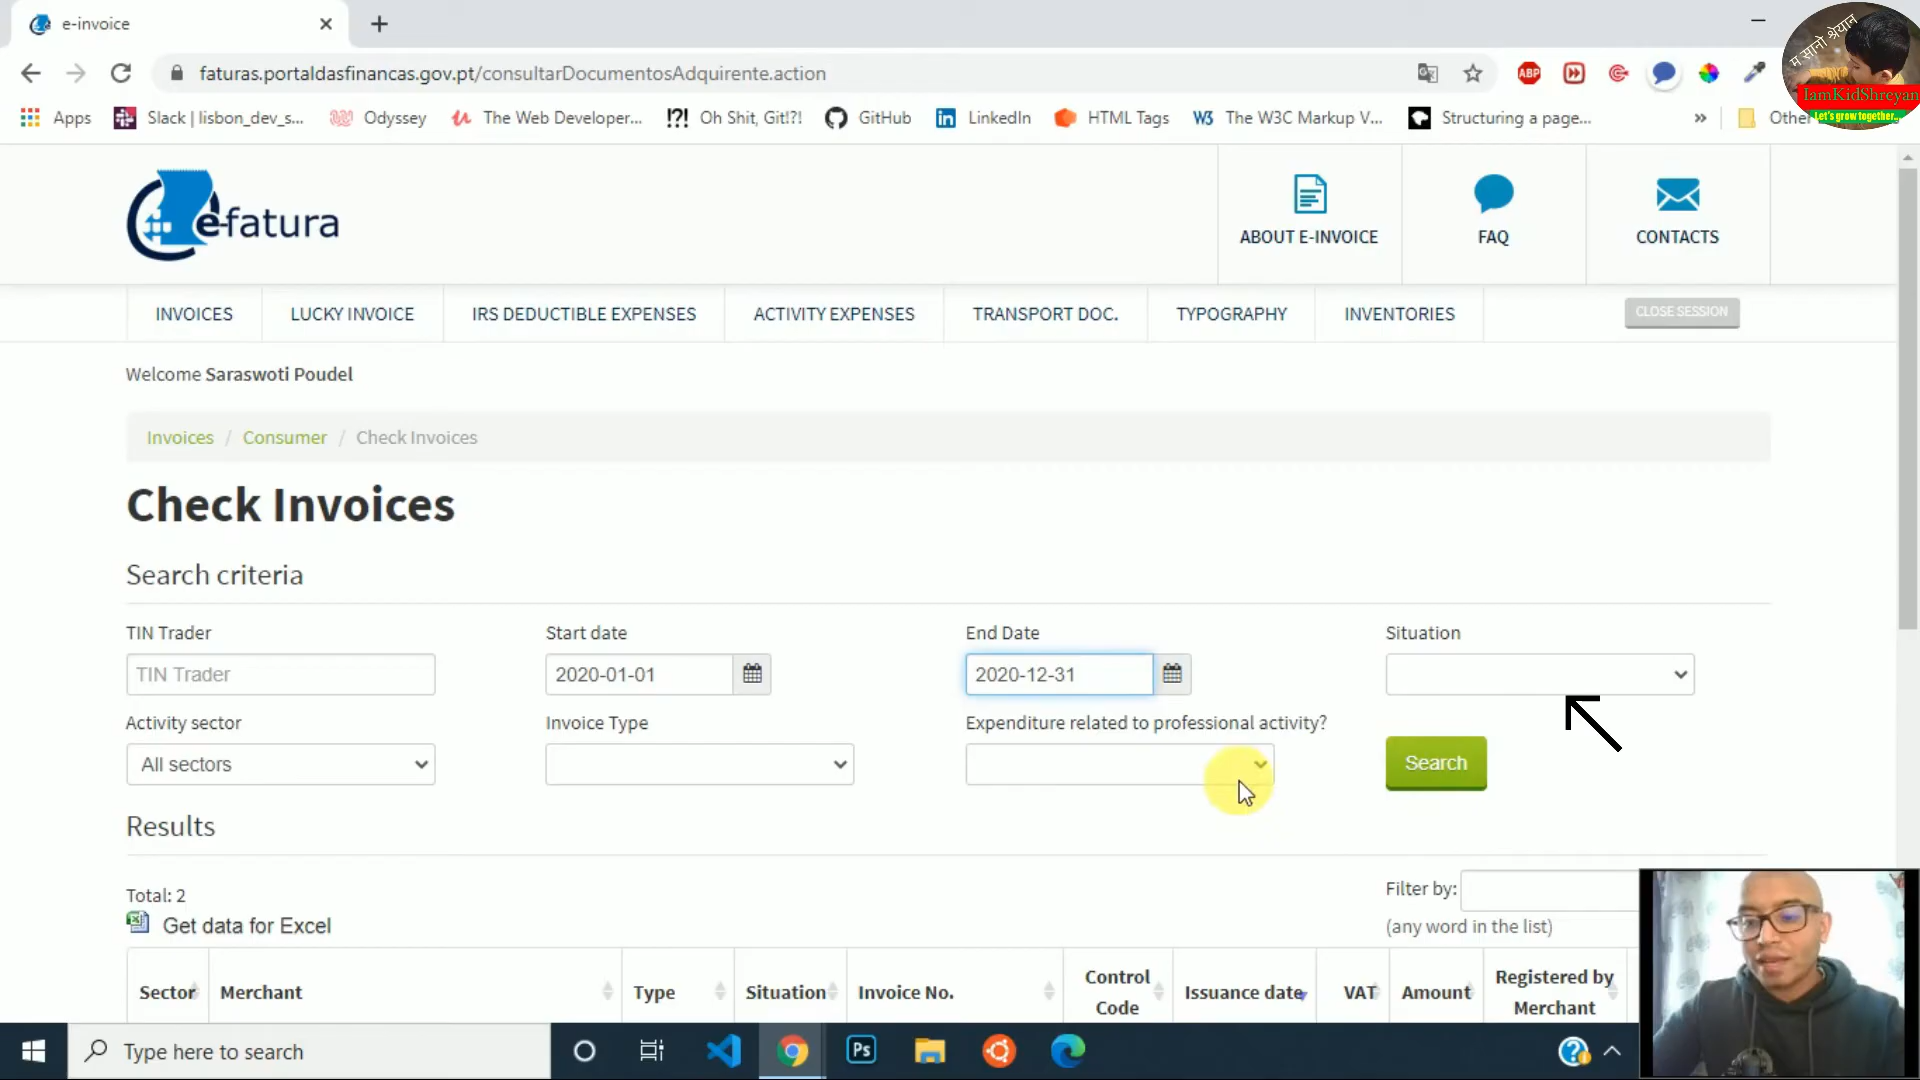 e-invoice
faturas.portaldasfinancas.gov.pt/consultarDocumentosAdquirente.action
ABP
Apps
Slack | lisbon_dev_s...
Odyssey
The Web Developer...
!?! Oh Shit, Git!?!
GitHub
LinkedIn
HTML Tags
W3 The W3C Markup V...
Structuring a page...
»
Other
म सानो श्रेयान
IamKidShreyan
Let's grow together..
e-fatura
ABOUT E-INVOICE
FAQ
CONTACTS
INVOICES
LUCKY INVOICE
IRS DEDUCTIBLE EXPENSES
ACTIVITY EXPENSES
TRANSPORT DOC.
TYPOGRAPHY
INVENTORIES
CLOSE SESSION
Welcome Saraswoti Poudel
Invoices / Consumer / Check Invoices
Check Invoices
Search criteria
TIN Trader
Start date
End Date
Situation
TIN Trader
2020-01-01
2020-12-31
Activity sector
Invoice Type
Expenditure related to professional activity?
All sectors
Search
Results
Total: 2
Filter by:
Get data for Excel
(any word in the list)
Sector
Merchant
Type
Situation
Invoice No.
Control
Code
Issuance date
VAT
Amount
Registered by
Merchant
Type here to search
Ps